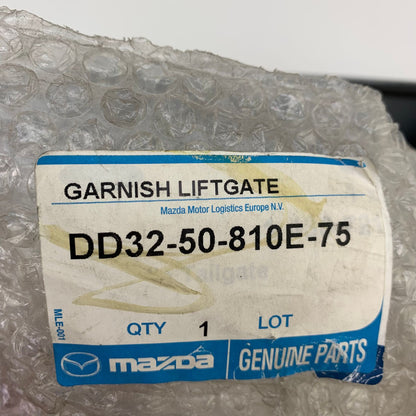 GARNISH LIFTGATE
Mazda Motor Logistics Europe N.V.
DD32-50-810E-75
QTY 1 LOT
MLE-001
mazda GENUINE PARTS